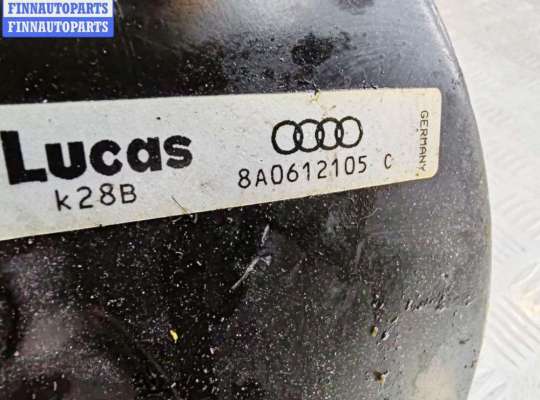 FINNAUTOPARTS
FINNAUTOPARTS
Lucas
k28B
8A0612105 C
GERMANY